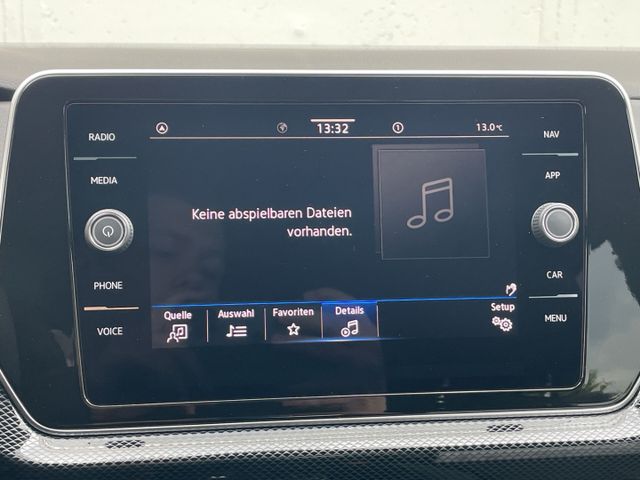 RADIO
MEDIA
PHONE
VOICE
13:32
1
13.0°C
Keine abspielbaren Dateien
vorhanden.
Quelle
Auswahl
Favoriten
Details
Setup
NAV
APP
CAR
MENU